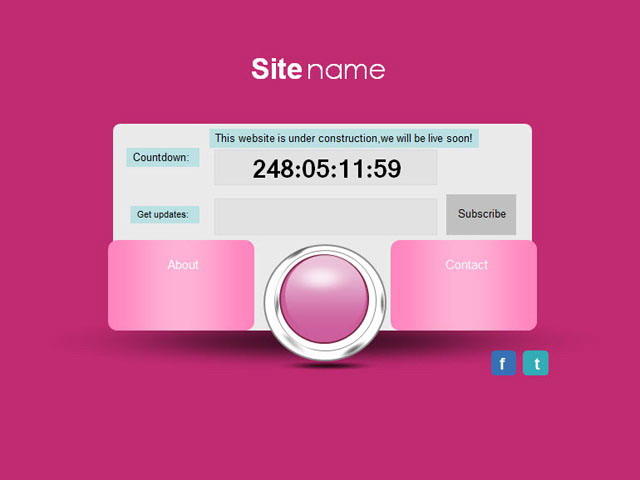 Site name
This website is under construction,we will be live soon!
Countdown:
248:05:11:59
Get updates:
Subscribe
About
Contact
f
t